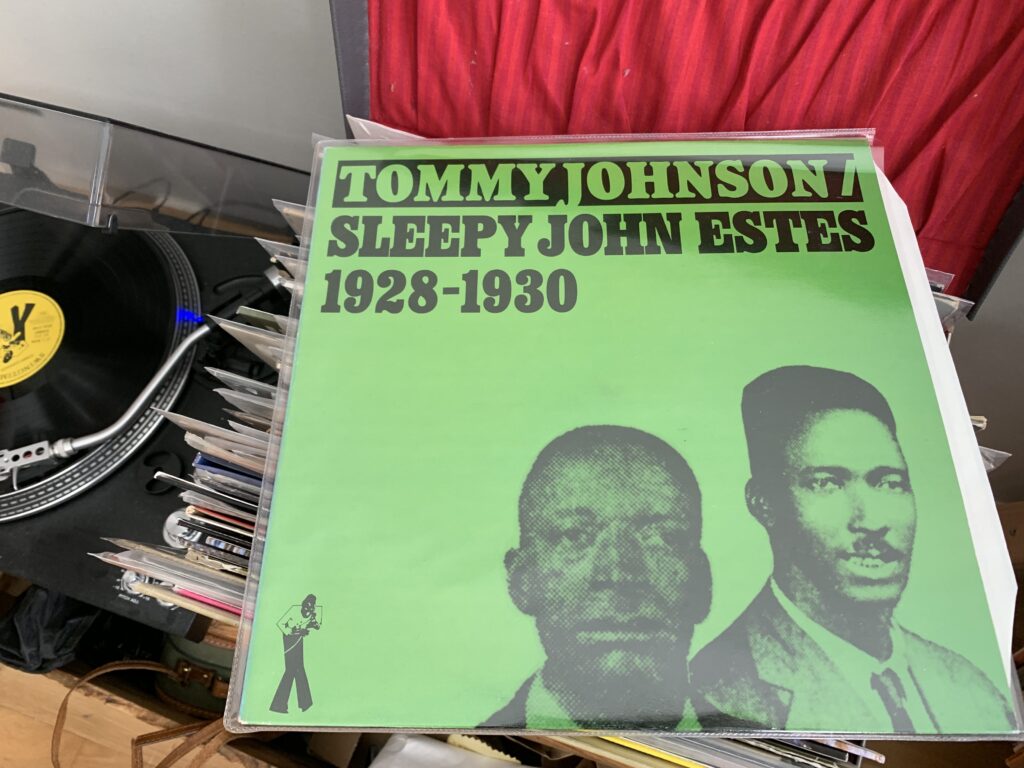 TOMMY JOHNSON/
SLEEPY JOHN ESTES
1928-1930